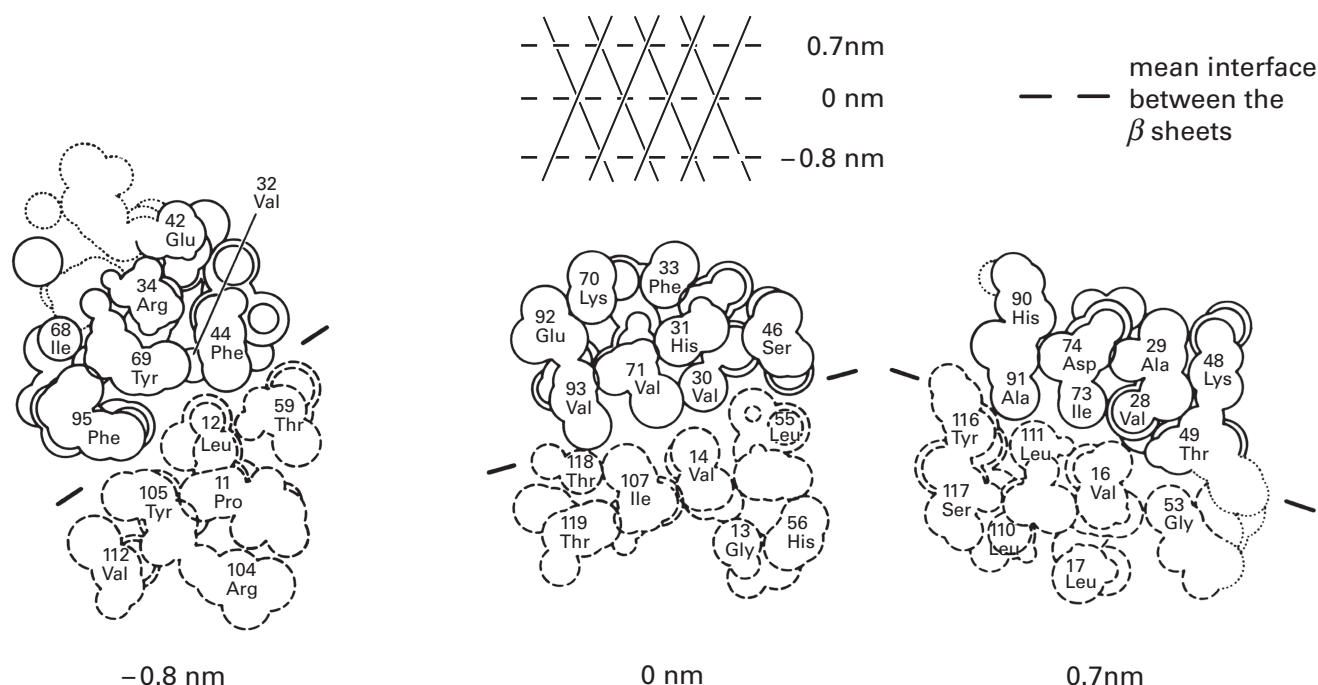 0.7nm
0 nm
−0.8 nm
mean interface
between the
β sheets
32
Val
42
Glu
34
Arg
68
Ile
69
Tyr
44
Phe
95
Phe
12
Leu
59
Thr
105
Tyr
11
Pro
112
Val
104
Arg
−0.8 nm
70
Lys
33
Phe
92
Glu
31
His
46
Ser
71
Val
30
Val
93
Val
55
Leu
118
Thr
14
Val
107
Ile
119
Thr
13
Gly
56
His
0 nm
90
His
74
Asp
29
Ala
48
Lys
91
Ala
73
Ile
28
Val
116
Tyr
111
Leu
49
Thr
16
Val
117
Ser
53
Gly
110
Leu
17
Leu
0.7nm